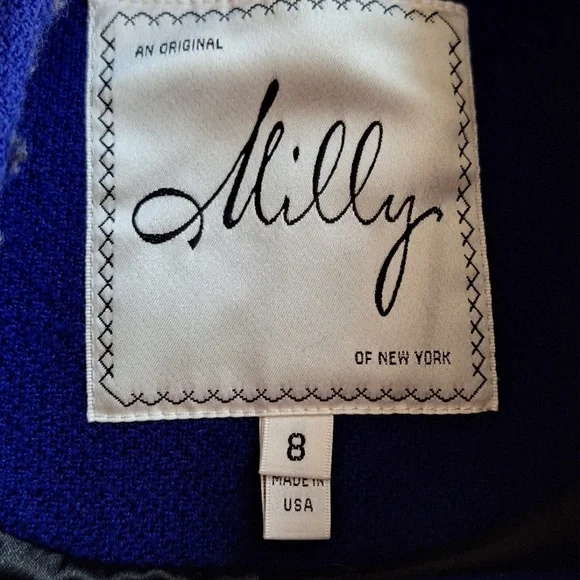 AN ORIGINAL
Milly
OF NEW YORK
8
MADE IN
USA